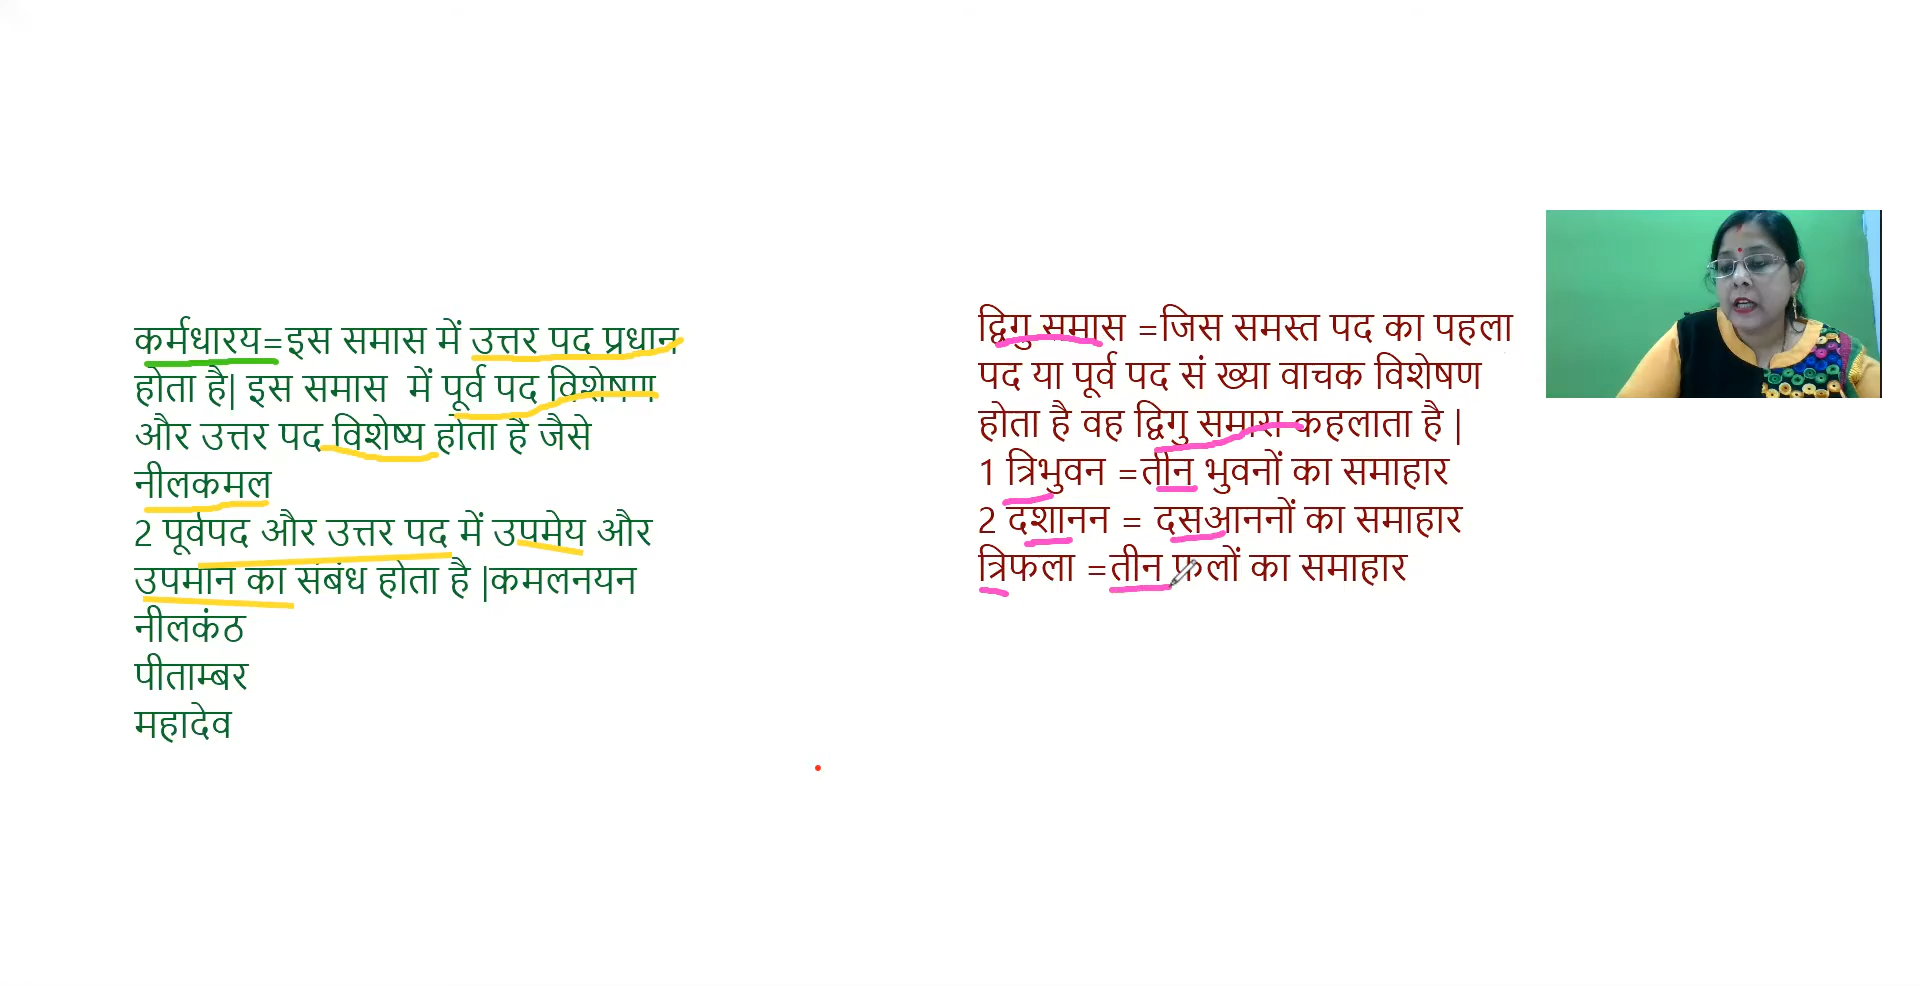 कर्मधारय=इस समास में उत्तर पद प्रधान
होता है| इस समास में पूर्व पद विशेषण
और उत्तर पद विशेष्य होता है जैसे
नीलकमल
2 पूर्वपद और उत्तर पद में उपमेय और
उपमान का संबंध होता है |कमलनयन
नीलकंठ
पीताम्बर
महादेव
द्विगु समास =जिस समस्त पद का पहला
पद या पूर्व पद सं ख्या वाचक विशेषण
होता है वह द्विगु समास कहलाता है |
1 त्रिभुवन =तीन भुवनों का समाहार
2 दशानन = दसआननों का समाहार
त्रिफला =तीन फलों का समाहार